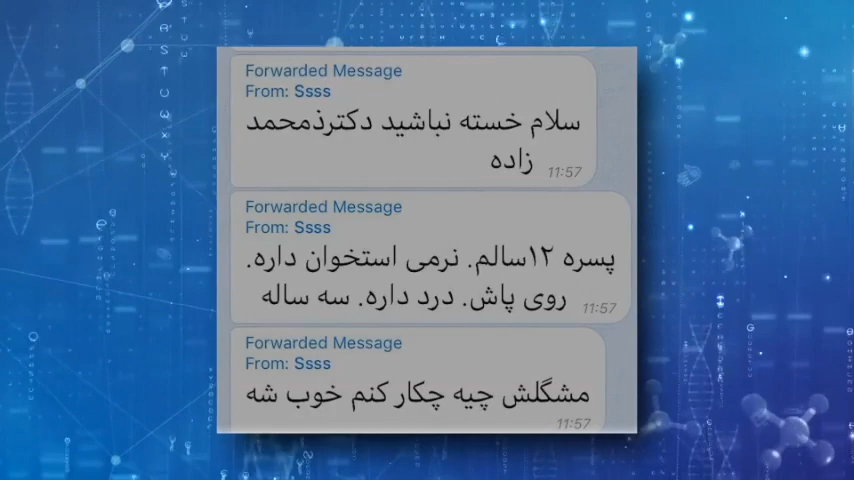 Forwarded Message
From: Ssss
سلام خسته نباشید دکترذمحمد
زاده
11:57
Forwarded Message
From: Ssss
پسره ۱۲سالم. نرمی استخوان داره.
روی پاش. درد داره. سه ساله
11:57
Forwarded Message
From: Ssss
مشگلش چیه چکار کنم خوب شه
11:57